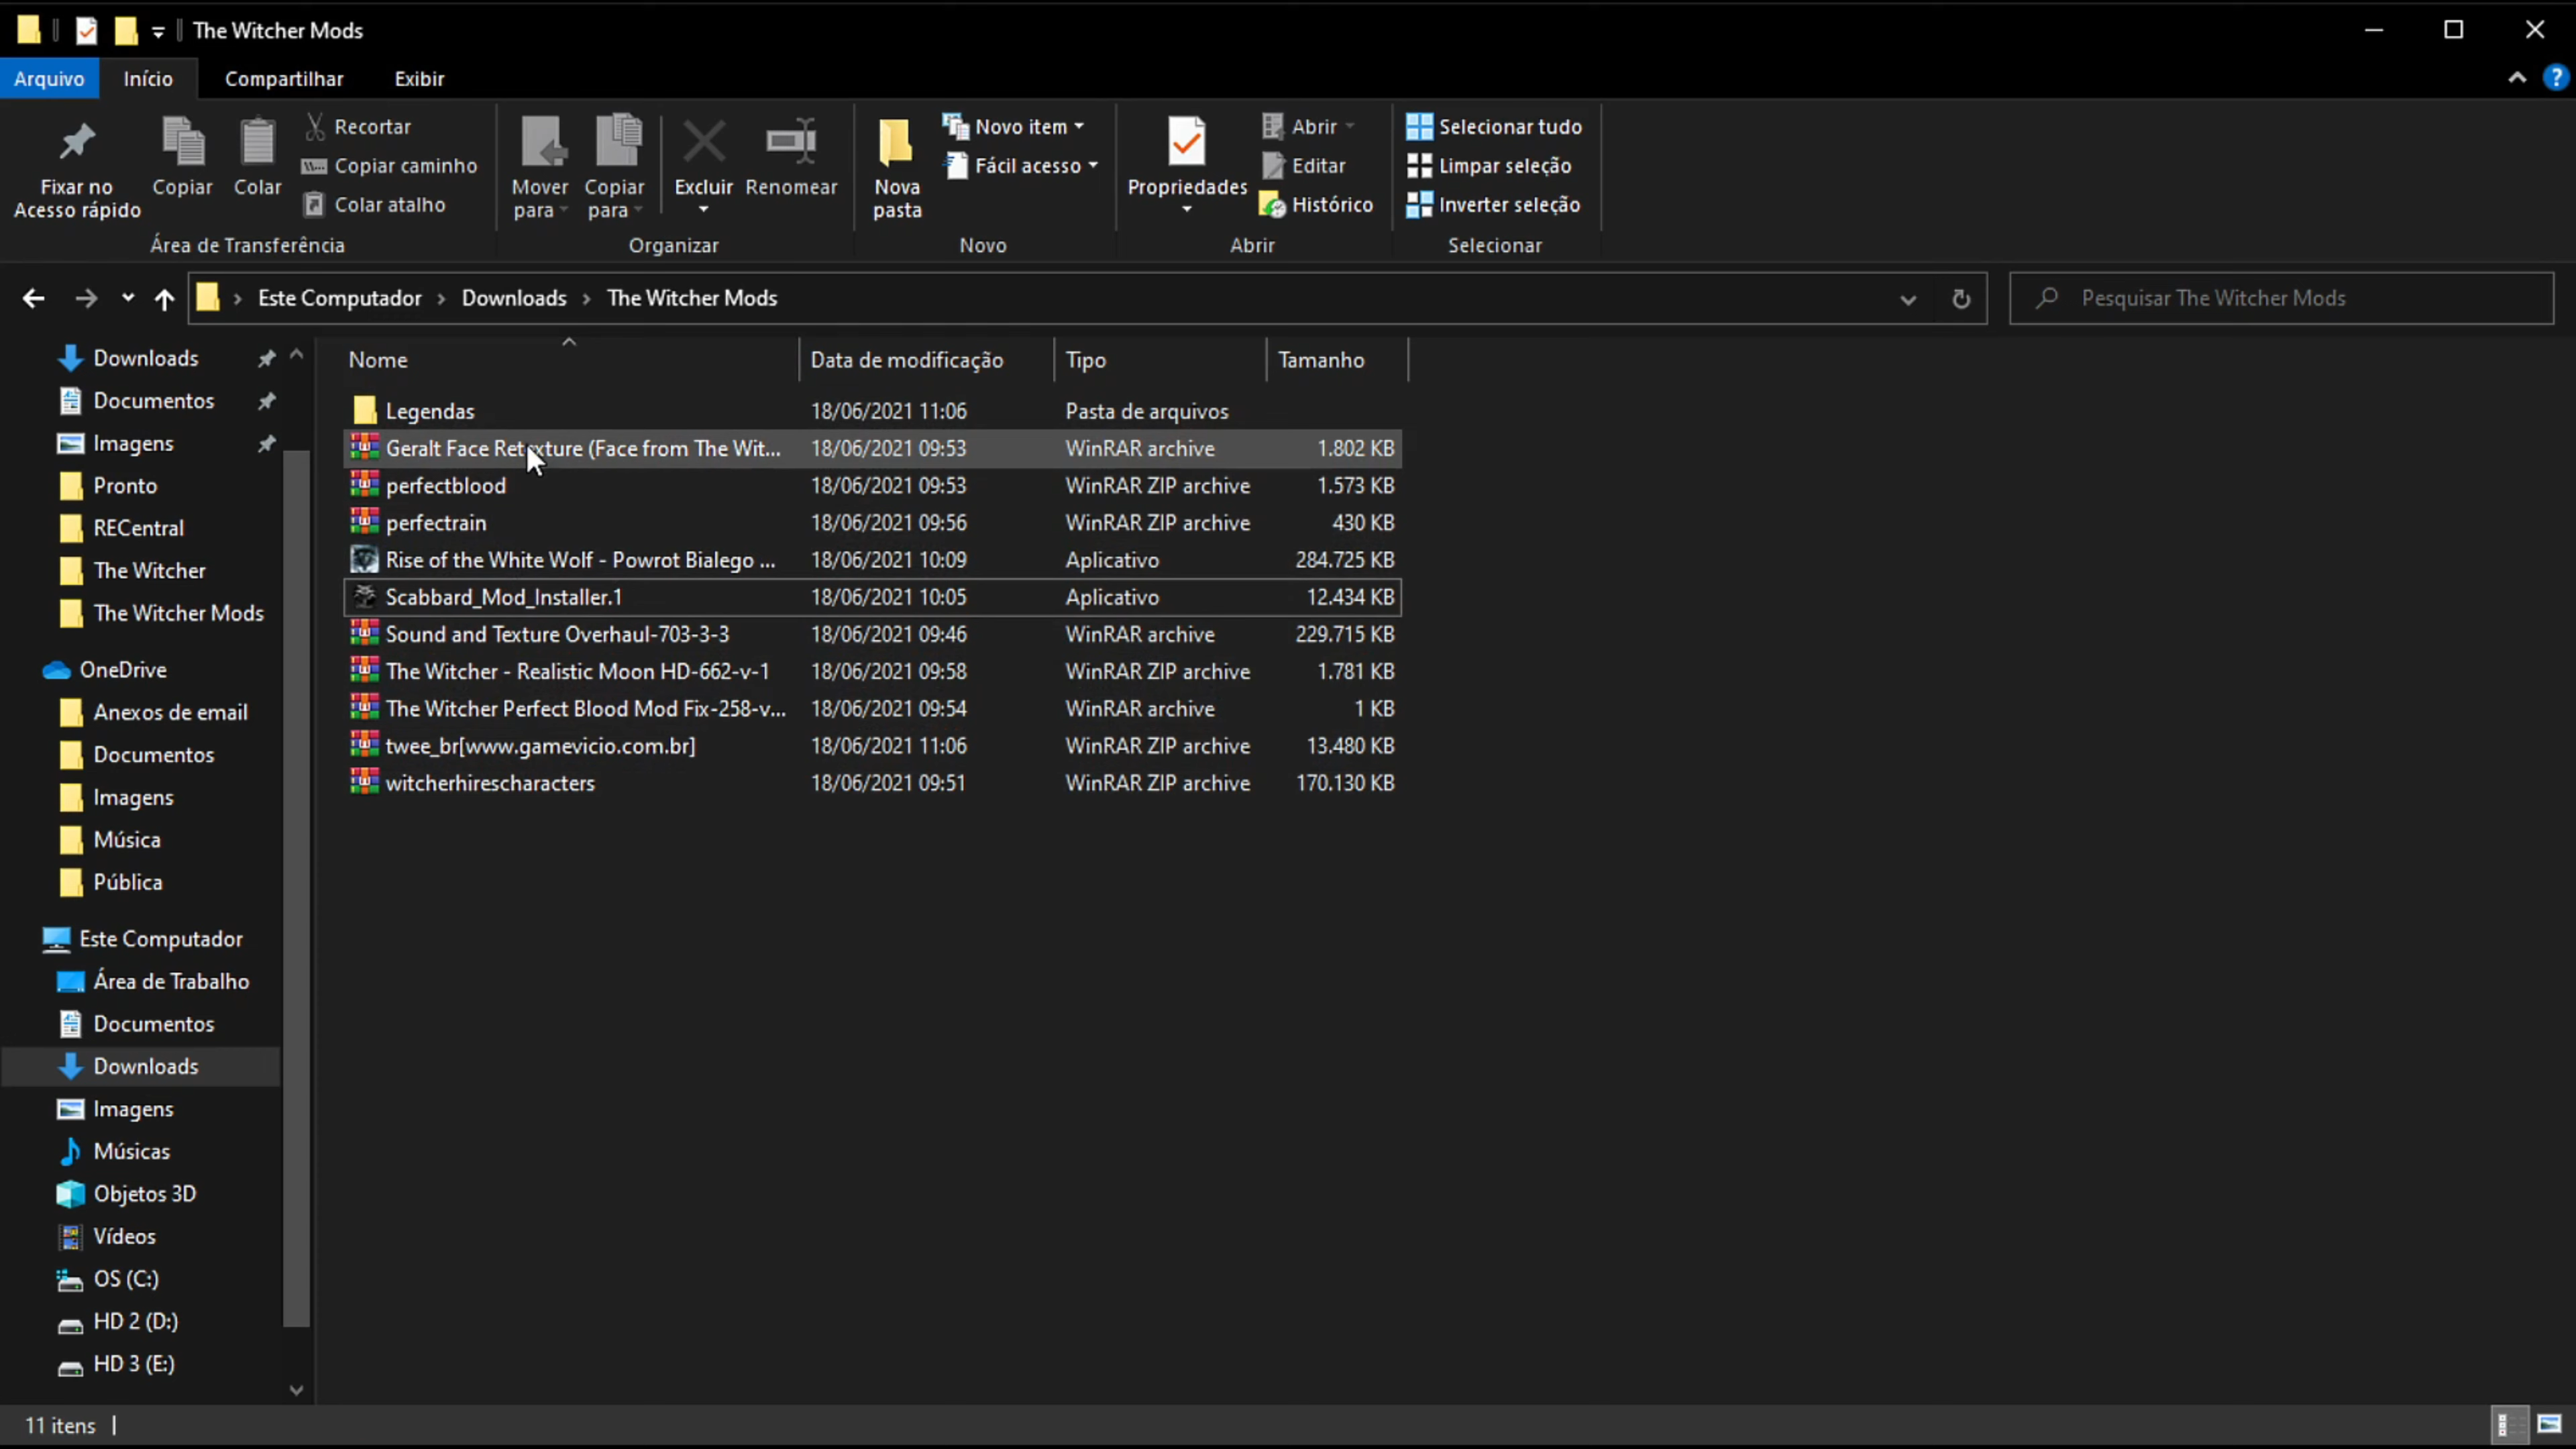 The Witcher Mods
Arquivo Início Compartilhar Exibir
Fixar no Acesso rápido
Copiar
Colar
Recortar
Copiar caminho
Colar atalho
Área de Transferência
Mover para
Copiar para
Excluir
Renomear
Organizar
Nova pasta
Novo item
Fácil acesso
Novo
Propriedades
Abrir
Editar
Histórico
Abrir
Selecionar tudo
Limpar seleção
Inverter seleção
Selecionar
Este Computador › Downloads › The Witcher Mods
Pesquisar The Witcher Mods
Downloads
Documentos
Imagens
Pronto
RECentral
The Witcher
The Witcher Mods
OneDrive
Anexos de email
Documentos
Imagens
Música
Pública
Este Computador
Área de Trabalho
Documentos
Downloads
Imagens
Músicas
Objetos 3D
Vídeos
OS (C:)
HD 2 (D:)
HD 3 (E:)
Nome Data de modificação Tipo Tamanho
Legendas 18/06/2021 11:06 Pasta de arquivos
Geralt Face Retexture (Face from The Wit... 18/06/2021 09:53 WinRAR archive 1.802 KB
perfectblood 18/06/2021 09:53 WinRAR ZIP archive 1.573 KB
perfectrain 18/06/2021 09:56 WinRAR ZIP archive 430 KB
Rise of the White Wolf - Powrot Bialego ... 18/06/2021 10:09 Aplicativo 284.725 KB
Scabbard_Mod_Installer.1 18/06/2021 10:05 Aplicativo 12.434 KB
Sound and Texture Overhaul-703-3-3 18/06/2021 09:46 WinRAR archive 229.715 KB
The Witcher - Realistic Moon HD-662-v-1 18/06/2021 09:58 WinRAR ZIP archive 1.781 KB
The Witcher Perfect Blood Mod Fix-258-v... 18/06/2021 09:54 WinRAR archive 1 KB
twee_br[www.gamevicio.com.br] 18/06/2021 11:06 WinRAR ZIP archive 13.480 KB
witcherhirescharacters 18/06/2021 09:51 WinRAR ZIP archive 170.130 KB
11 itens